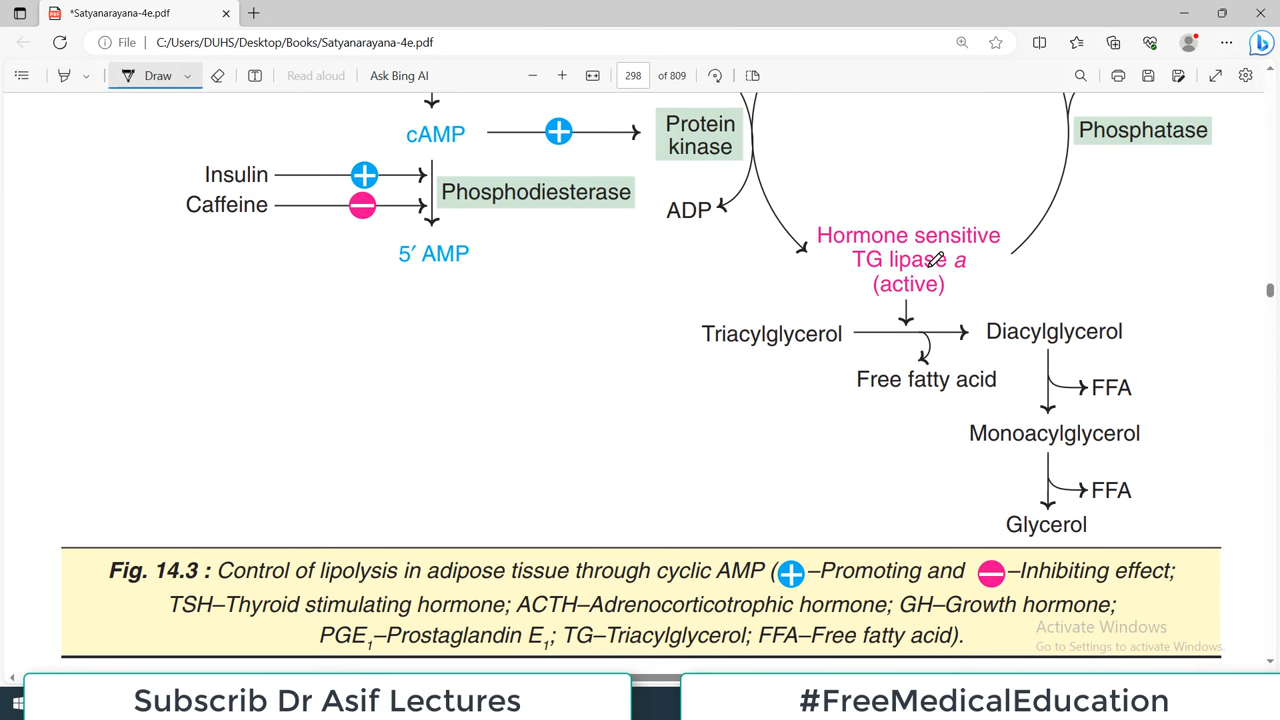 *Satyanarayana-4e.pdf
File
C:/Users/DUHS/Desktop/Books/Satyanarayana-4e.pdf
Draw
Read aloud
Ask Bing AI
298 of 809
cAMP
Protein
kinase
Phosphatase
Insulin
Caffeine
Phosphodiesterase
5′ AMP
ADP
Hormone sensitive
TG lipase a
(active)
Triacylglycerol
Diacylglycerol
Free fatty acid
FFA
Monoacylglycerol
FFA
Glycerol
Fig. 14.3 : Control of lipolysis in adipose tissue through cyclic AMP (+–Promoting and −–Inhibiting effect;
TSH–Thyroid stimulating hormone; ACTH–Adrenocorticotrophic hormone; GH–Growth hormone;
PGE1–Prostaglandin E1; TG–Triacylglycerol; FFA–Free fatty acid).
Activate Windows
Go to Settings to activate Windows.
Subscrib Dr Asif Lectures
#FreeMedicalEducation